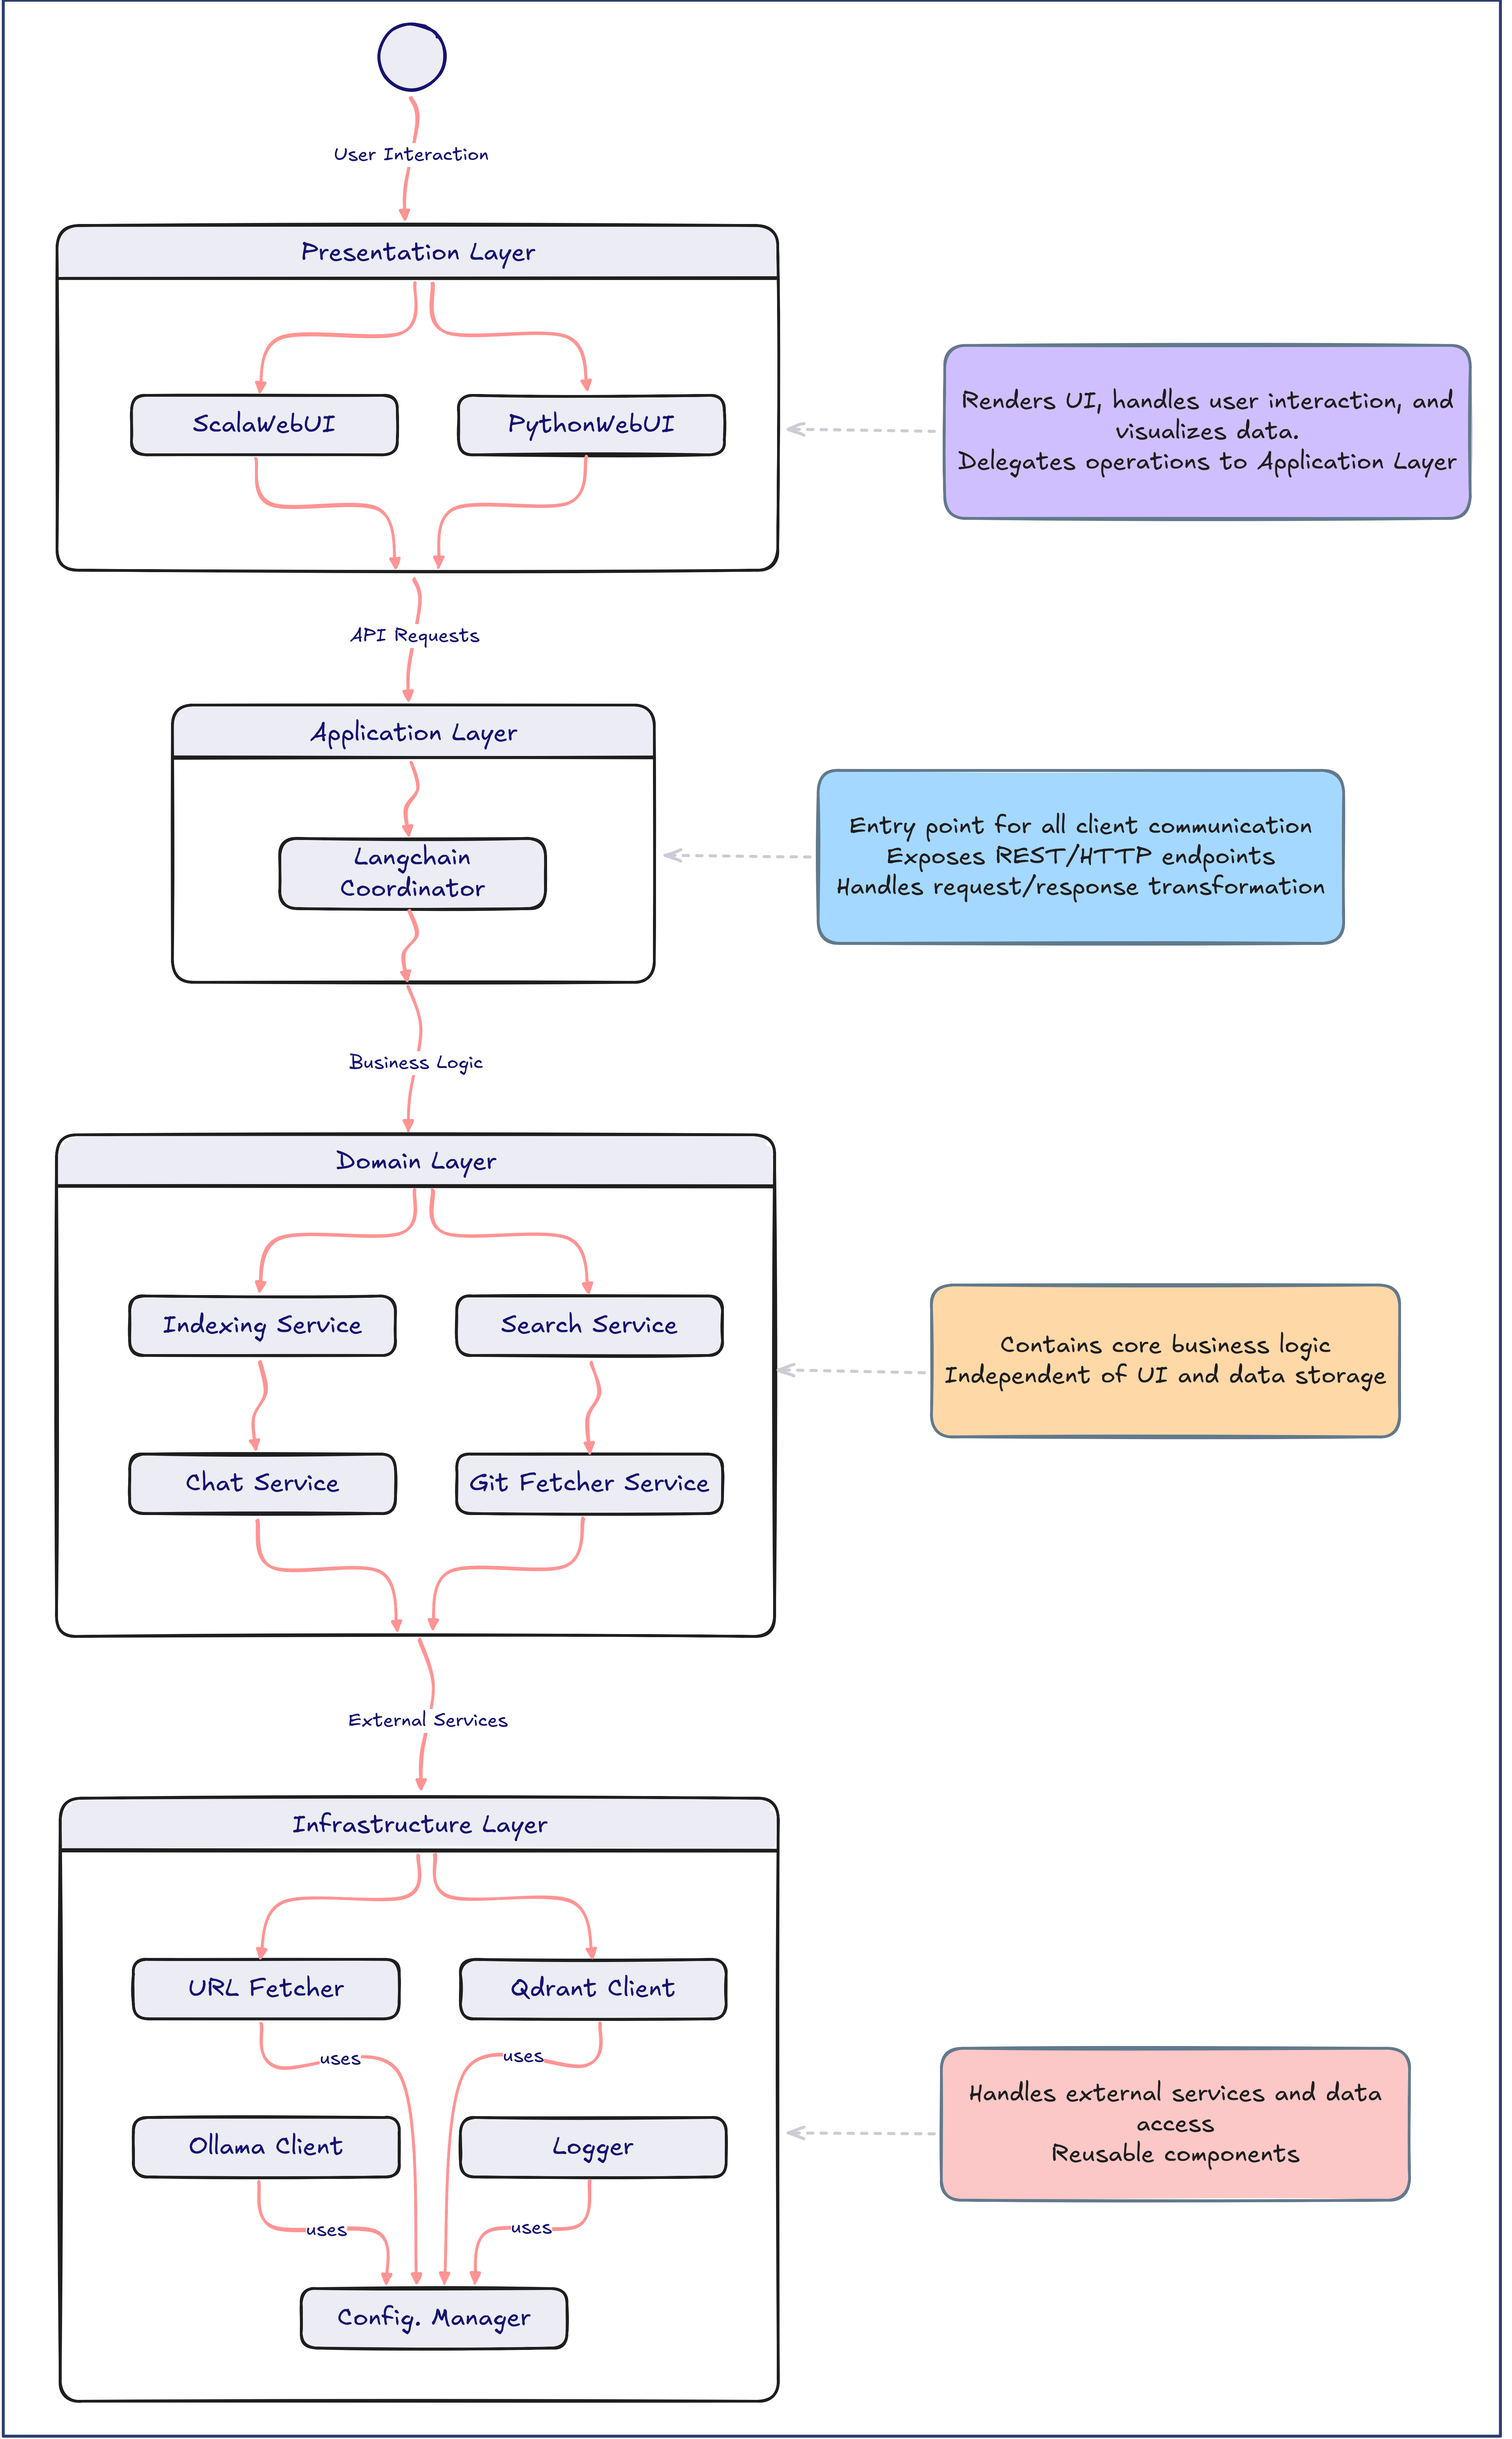 User Interaction
Presentation Layer
ScalaWebUI
PythonWebUI
Renders UI, handles user interaction, and
visualizes data.
Delegates operations to Application Layer
API Requests
Application Layer
Langchain
Coordinator
Entry point for all client communication
Exposes REST/HTTP endpoints
Handles request/response transformation
Business Logic
Domain Layer
Indexing Service
Search Service
Chat Service
Git Fetcher Service
Contains core business logic
Independent of UI and data storage
External Services
Infrastructure Layer
URL Fetcher
Qdrant Client
uses
uses
Ollama Client
Logger
uses
uses
Config. Manager
Handles external services and data
access
Reusable components